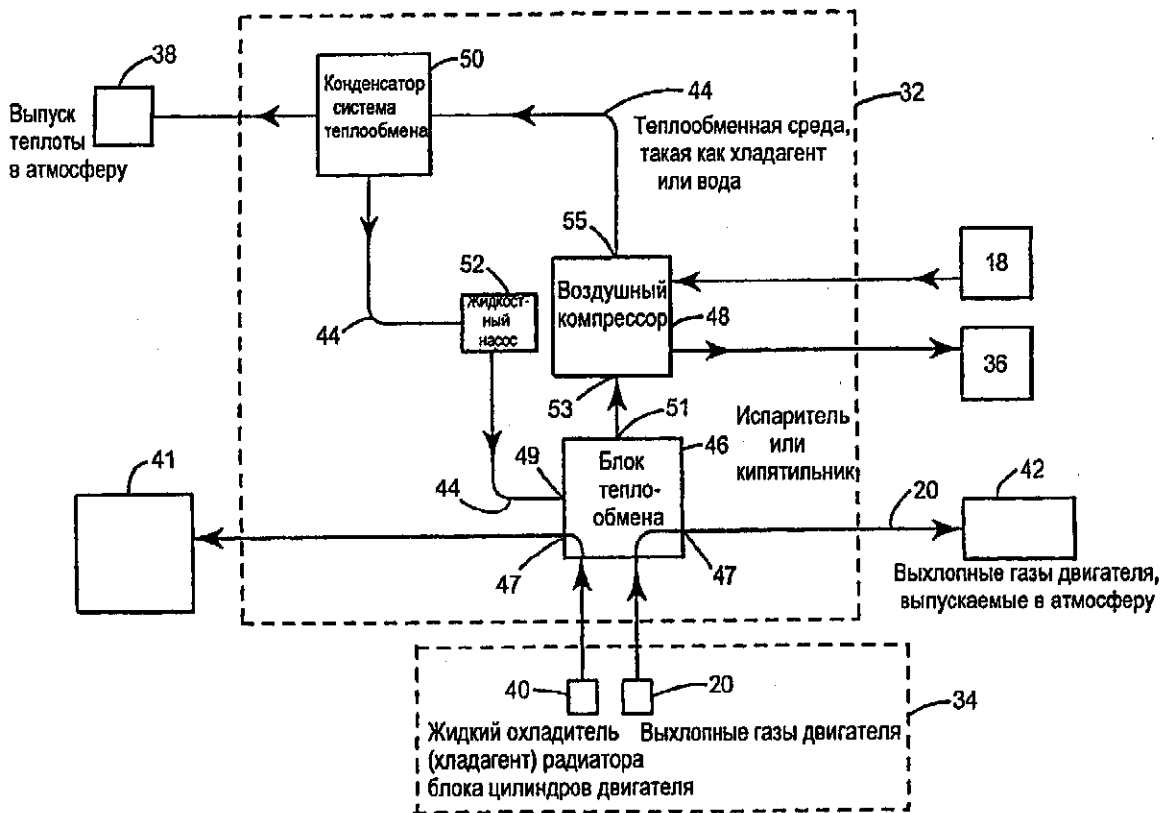 38
50
44
32
Выпуск
теплоты
в атмосферу
Конденсатор
система
теплообмена
Теплообменная среда,
такая как хладагент
или вода
55
18
52
Жидкост-
ный
насос
Воздушный
компрессор
48
44
36
53
51
Испаритель
или
кипятильник
46
41
49
Блок
тепло-
обмена
44
20
42
47
47
Выхлопные газы двигателя,
выпускаемые в атмосферу
40
20
34
Жидкий охладитель
(хладагент) радиатора
блока цилиндров двигателя
Выхлопные газы двигателя